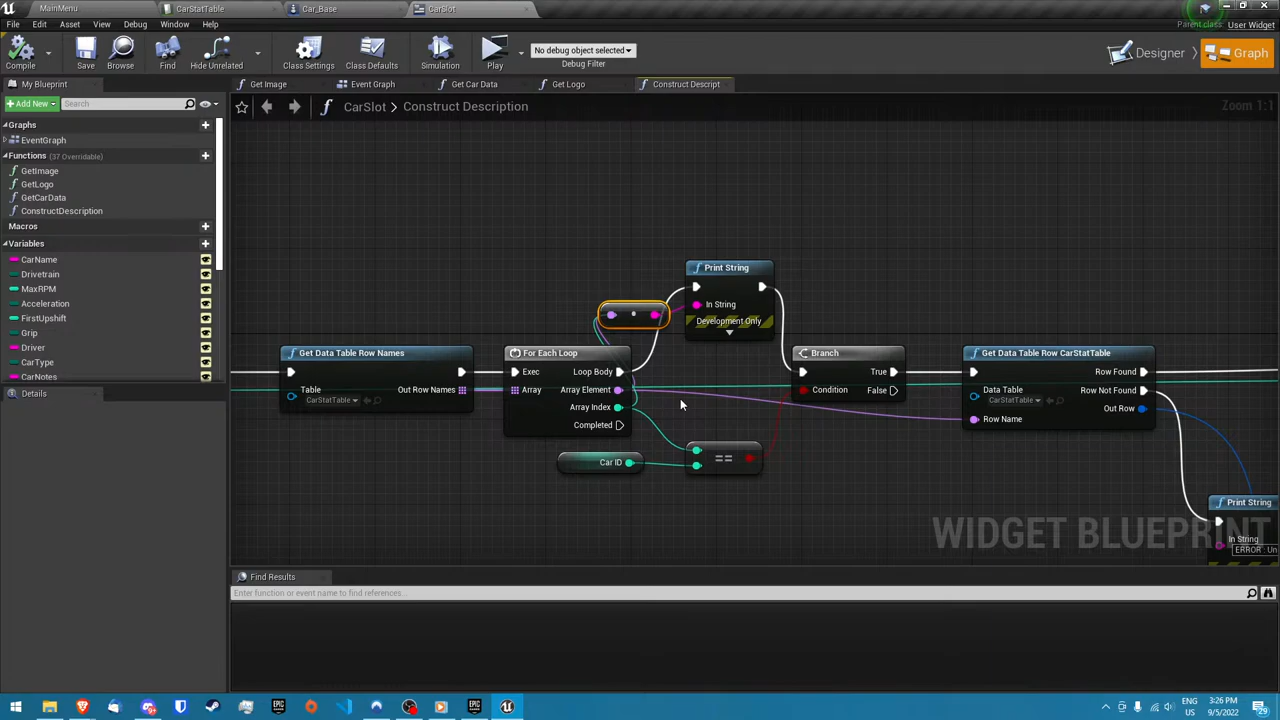 MainMenu
CarStatTable
Car_Base
CarSlot
File Edit Asset View Debug Window Help
Parent class: User Widget
Compile Save Browse Find Hide Unrelated Class Settings Class Defaults Simulation Play
No debug object selected
Debug Filter
Designer
Graph
My Blueprint
Get Image
Event Graph
Get Car Data
Get Logo
Construct Descript
+Add New
Search
CarSlot > Construct Description
Zoom 1:1
Graphs
EventGraph
Functions (37 Overridable)
GetImage
GetLogo
GetCarData
ConstructDescription
Macros
Variables
CarName
Drivetrain
MaxRPM
Acceleration
FirstUpshift
Grip
Driver
CarType
CarNotes
Details
Print String
In String
Development Only
Get Data Table Row Names
Table
CarStatTable
Out Row Names
For Each Loop
Exec
Loop Body
Array
Array Element
Array Index
Completed
Car ID
==
Branch
True
Condition
False
Get Data Table Row CarStatTable
Row Found
Data Table
CarStatTable
Row Not Found
Out Row
Row Name
Print String
In String
ERROR : Un
WIDGET BLUEPRINT
Find Results
Enter function or event name to find references...
EPIC GAMES
EPIC GAMES
ENG
US
3:26 PM
9/5/2022
29